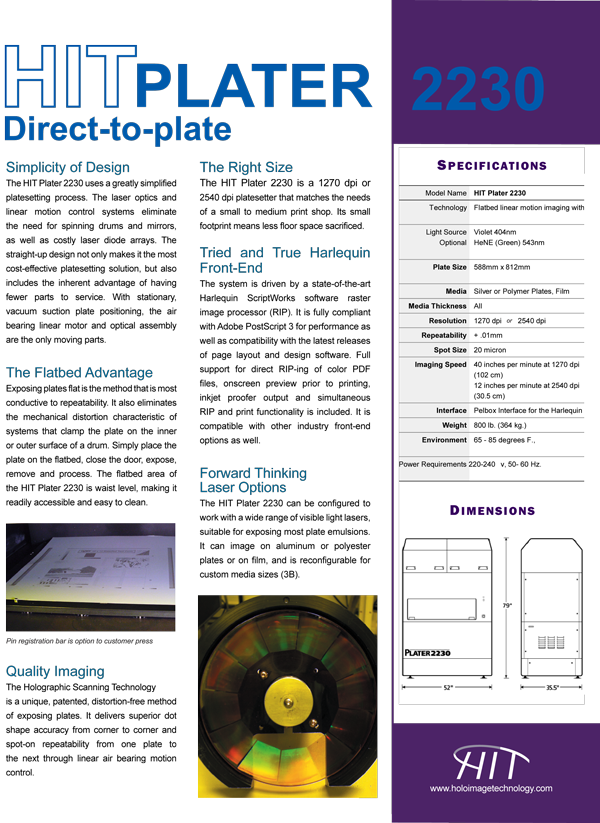 HITPLATER 2230
Direct-to-plate
Simplicity of Design
The HIT Plater 2230 uses a greatly simplified
platesetting process. The laser optics and
linear motion control systems eliminate
the need for spinning drums and mirrors,
as well as costly laser diode arrays. The
straight-up design not only makes it the most
cost-effective platesetting solution, but also
includes the inherent advantage of having
fewer parts to service. With stationary,
vacuum suction plate positioning, the air
bearing linear motor and optical assembly
are the only moving parts.
The Flatbed Advantage
Exposing plates flat is the method that is most
conductive to repeatability. It also eliminates
the mechanical distortion characteristic of
systems that clamp the plate on the inner
or outer surface of a drum. Simply place the
plate on the flatbed, close the door, expose,
remove and process. The flatbed area of
the HIT Plater 2230 is waist level, making it
readily accessible and easy to clean.
Pin registration bar is option to customer press
Quality Imaging
The Holographic Scanning Technology
is a unique, patented, distortion-free method
of exposing plates. It delivers superior dot
shape accuracy from corner to corner and
spot-on repeatability from one plate to
the next through linear air bearing motion
control.
The Right Size
The HIT Plater 2230 is a 1270 dpi or
2540 dpi platesetter that matches the needs
of a small to medium print shop. Its small
footprint means less floor space sacrificed.
Tried and True Harlequin
Front-End
The system is driven by a state-of-the-art
Harlequin ScriptWorks software raster
image processor (RIP). It is fully compliant
with Adobe PostScript 3 for performance as
well as compatibility with the latest releases
of page layout and design software. Full
support for direct RIP-ing of color PDF
files, onscreen preview prior to printing,
inkjet proofer output and simultaneous
RIP and print functionality is included. It is
compatible with other industry front-end
options as well.
Forward Thinking
Laser Options
The HIT Plater 2230 can be configured to
work with a wide range of visible light lasers,
suitable for exposing most plate emulsions.
It can image on aluminum or polyester
plates or on film, and is reconfigurable for
custom media sizes (3B).
SPECIFICATIONS
Model Name HIT Plater 2230
Technology Flatbed linear motion imaging with
Light Source Violet 404nm
Optional HeNE (Green) 543nm
Plate Size 588mm x 812mm
Media Silver or Polymer Plates, Film
Media Thickness All
Resolution 1270 dpi or 2540 dpi
Repeatability + .01mm
Spot Size 20 micron
Imaging Speed 40 inches per minute at 1270 dpi
(102 cm)
12 inches per minute at 2540 dpi
(30.5 cm)
Interface Pelbox Interface for the Harlequin
Weight 800 lb. (364 kg.)
Environment 65 - 85 degrees F.,
Power Requirements 220-240 v, 50- 60 Hz.
DIMENSIONS
PLATER2230
79"
52"
35.5"
HIT
www.holoimagetechnology.com